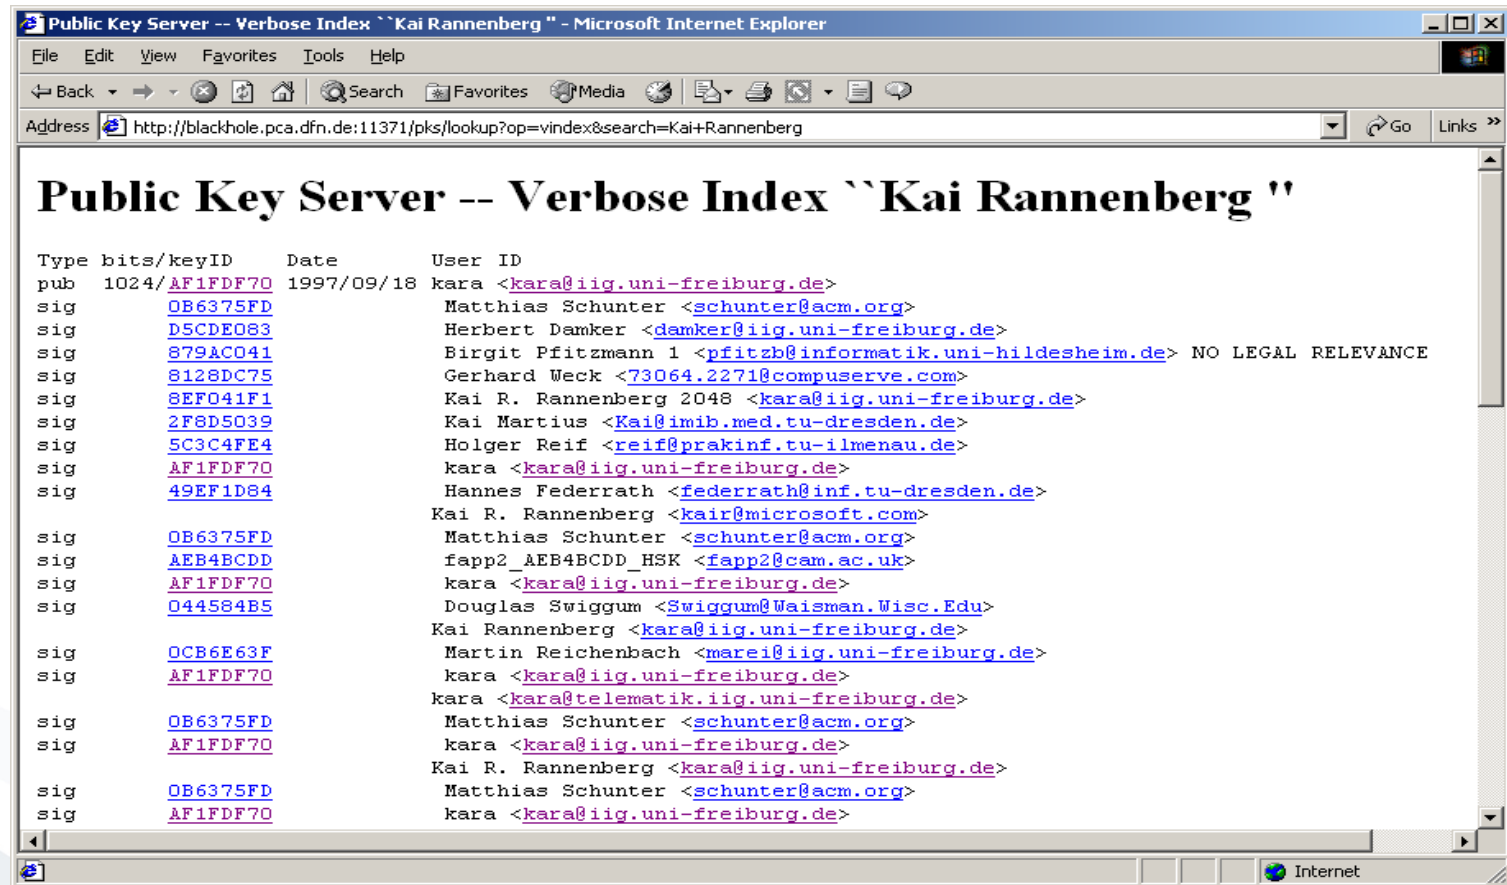 Public Key Server -- Verbose Index ``Kai Rannenberg '' - Microsoft Internet Explorer
File Edit View Favorites Tools Help
Back Search Favorites Media
Address http://blackhole.pca.dfn.de:11371/pks/lookup?op=vindex&search=Kai+Rannenberg Go Links »
Public Key Server -- Verbose Index ``Kai Rannenberg ''
Type bits/keyID Date User ID
pub 1024/AF1FDF70 1997/09/18 kara <kara@iig.uni-freiburg.de>
sig 0B6375FD Matthias Schunter <schunter@acm.org>
sig D5CDE083 Herbert Damker <damker@iig.uni-freiburg.de>
sig 879AC041 Birgit Pfitzmann 1 <pfitzb@informatik.uni-hildesheim.de> NO LEGAL RELEVANCE
sig 8128DC75 Gerhard Weck <73064.2271@compuserve.com>
sig 8EF041F1 Kai R. Rannenberg 2048 <kara@iig.uni-freiburg.de>
sig 2F8D5039 Kai Martius <Kai@imib.med.tu-dresden.de>
sig 5C3C4FE4 Holger Reif <reif@prakinf.tu-ilmenau.de>
sig AF1FDF70 kara <kara@iig.uni-freiburg.de>
sig 49EF1D84 Hannes Federrath <federrath@inf.tu-dresden.de>
Kai R. Rannenberg <kair@microsoft.com>
sig 0B6375FD Matthias Schunter <schunter@acm.org>
sig AEB4BCDD fapp2_AEB4BCDD_HSK <fapp2@cam.ac.uk>
sig AF1FDF70 kara <kara@iig.uni-freiburg.de>
sig 044584B5 Douglas Swiggum <Swiggum@Waisman.Wisc.Edu>
Kai Rannenberg <kara@iig.uni-freiburg.de>
sig 0CB6E63F Martin Reichenbach <marei@iig.uni-freiburg.de>
sig AF1FDF70 kara <kara@iig.uni-freiburg.de>
kara <kara@telematik.iig.uni-freiburg.de>
sig 0B6375FD Matthias Schunter <schunter@acm.org>
sig AF1FDF70 kara <kara@iig.uni-freiburg.de>
Kai R. Rannenberg <kara@iig.uni-freiburg.de>
sig 0B6375FD Matthias Schunter <schunter@acm.org>
sig AF1FDF70 kara <kara@iig.uni-freiburg.de>
Internet